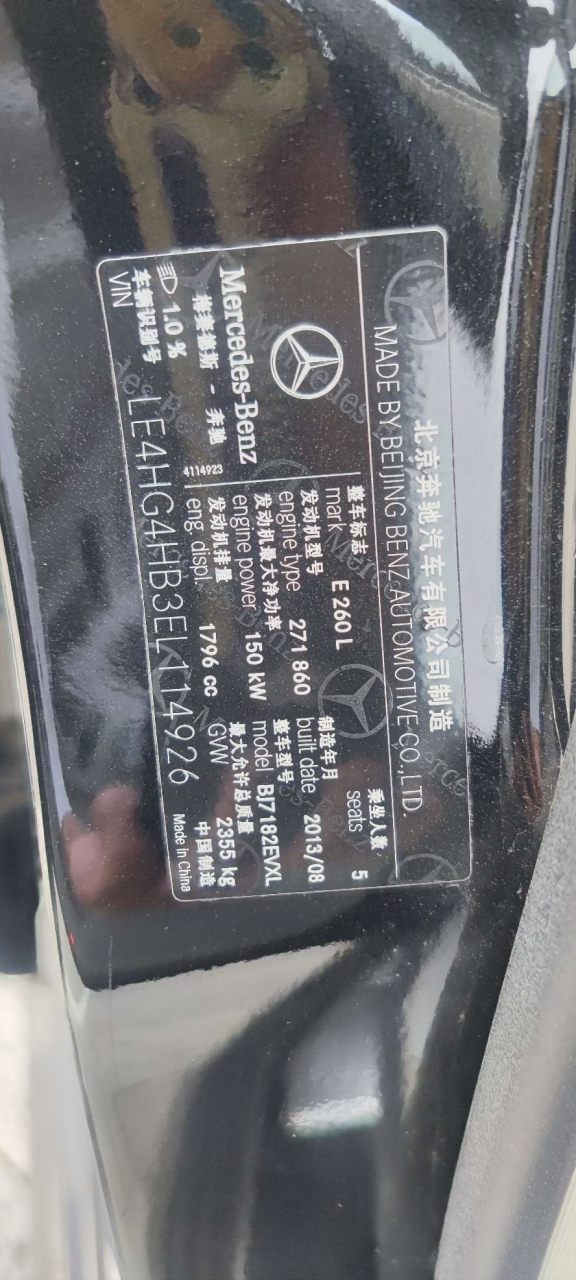 北京奔驰汽车有限公司制造
MADE BY BEIJING BENZ AUTOMOTIVE CO.,LTD.
Mercedes-Benz
梅赛德斯 - 奔驰
4114923
整车标志
mark E 260 L
乘坐人数
seats 5
发动机型号
engine type 271 860
制造年月
built date 2013/08
发动机最大净功率
engine power 150 kW
整车型号
model BJ7182EVXL
发动机排量
eng. displ. 1796 cc
最大允许总质量
GVW 2355 kg
1.0 %
车辆识别号
VIN LE4HG4HB3EL114926
中国制造
Made in China